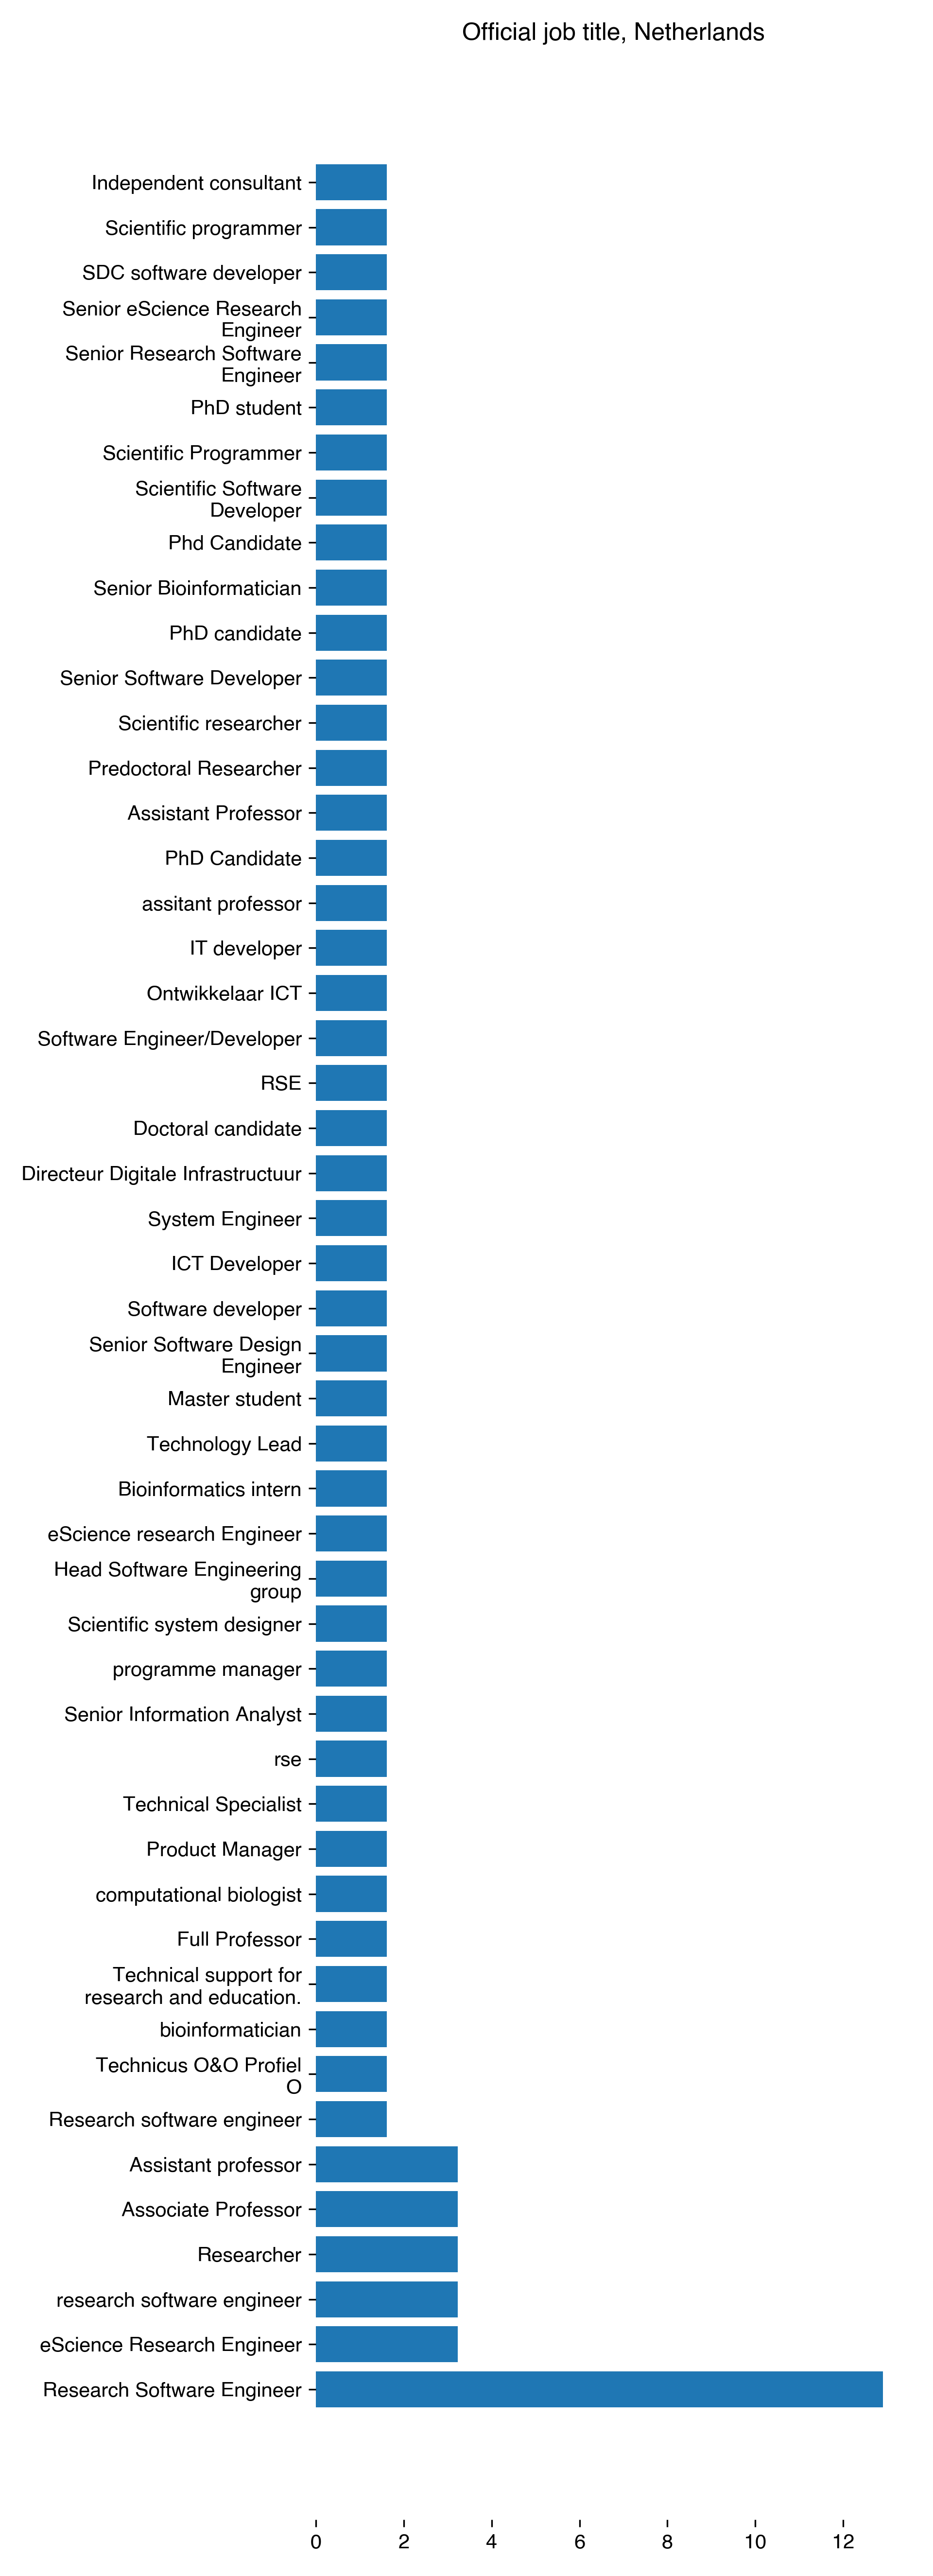 Official job title, Netherlands
Independent consultant
Scientific programmer
SDC software developer
Senior eScience Research
Engineer
Senior Research Software
Engineer
PhD student
Scientific Programmer
Scientific Software
Developer
Phd Candidate
Senior Bioinformatician
PhD candidate
Senior Software Developer
Scientific researcher
Predoctoral Researcher
Assistant Professor
PhD Candidate
assitant professor
IT developer
Ontwikkelaar ICT
Software Engineer/Developer
RSE
Doctoral candidate
Directeur Digitale Infrastructuur
System Engineer
ICT Developer
Software developer
Senior Software Design
Engineer
Master student
Technology Lead
Bioinformatics intern
eScience research Engineer
Head Software Engineering
group
Scientific system designer
programme manager
Senior Information Analyst
rse
Technical Specialist
Product Manager
computational biologist
Full Professor
Technical support for
research and education.
bioinformatician
Technicus O&O Profiel
O
Research software engineer
Assistant professor
Associate Professor
Researcher
research software engineer
eScience Research Engineer
Research Software Engineer
0 2 4 6 8 10 12